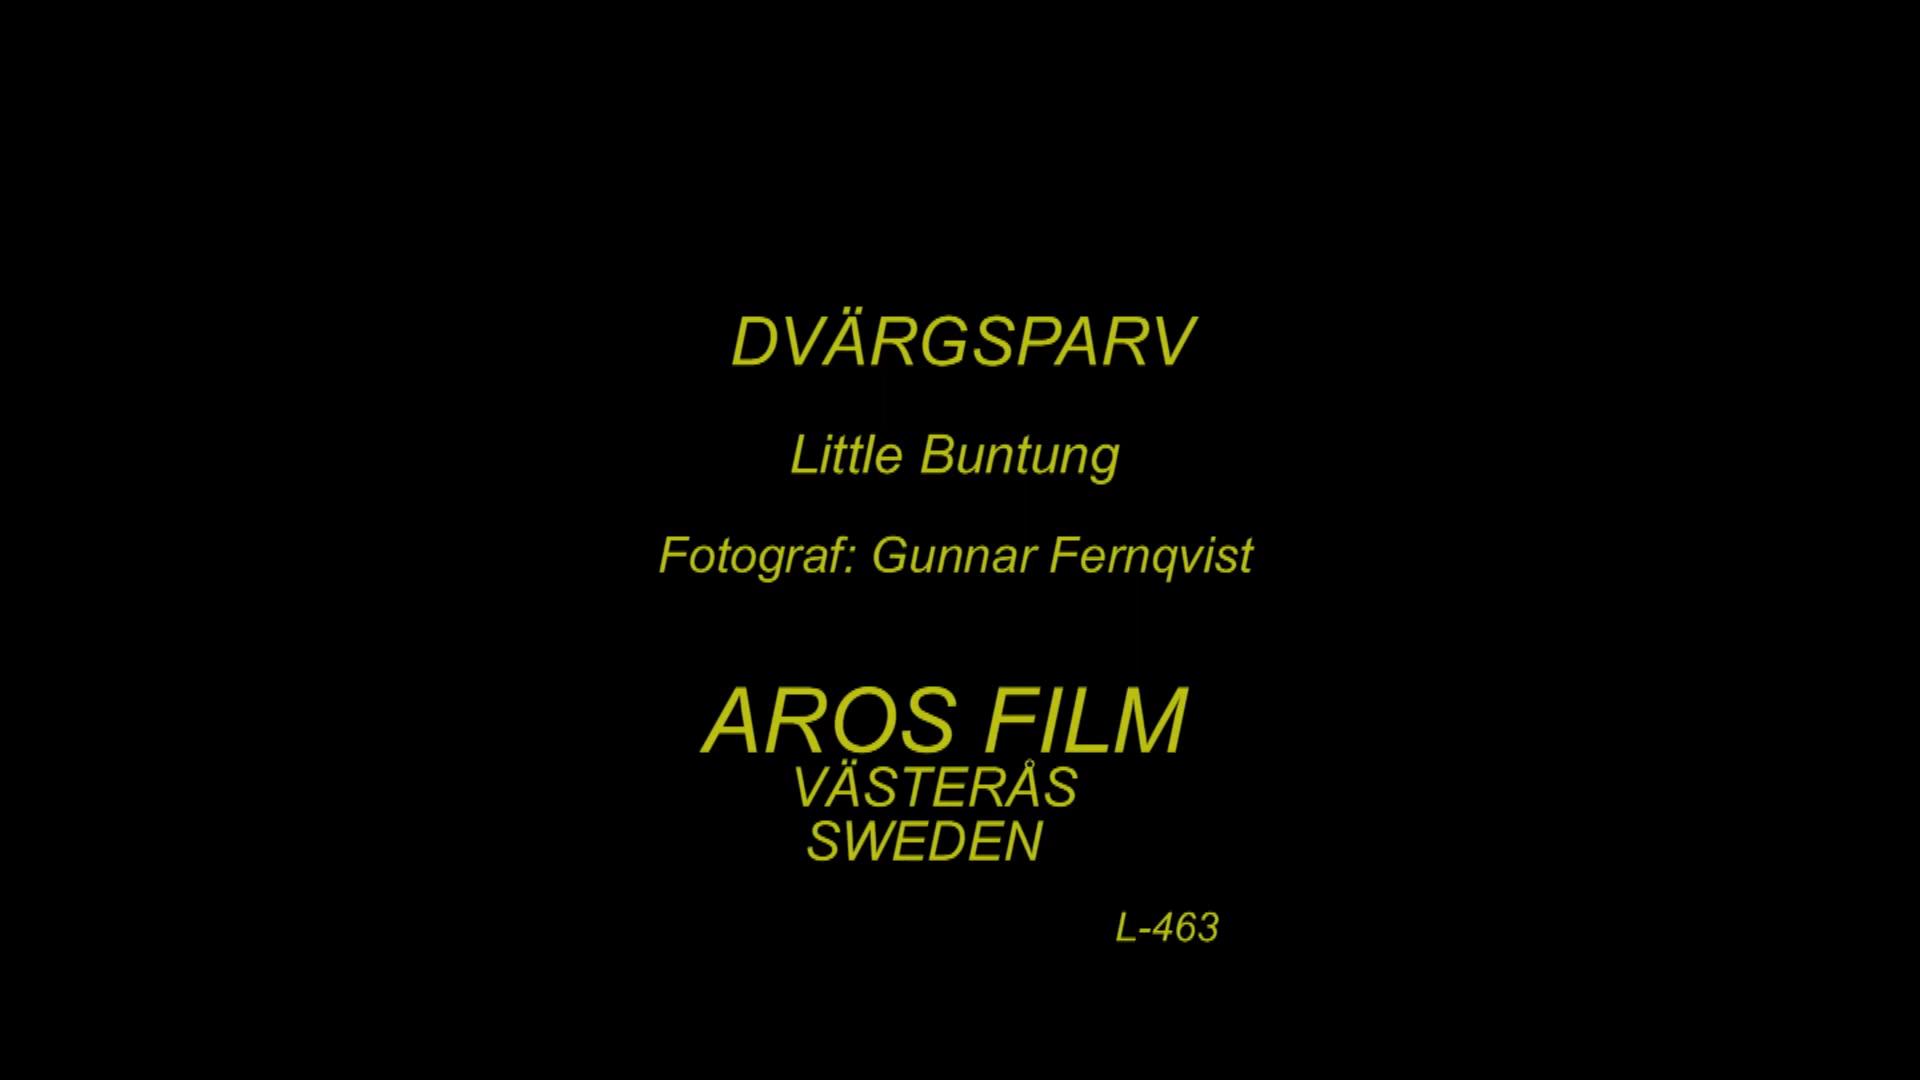 DVÄRGSPARV
Little Buntung
Fotograf: Gunnar Fernqvist
AROS FILM
VÄSTERÅS
SWEDEN
L-463